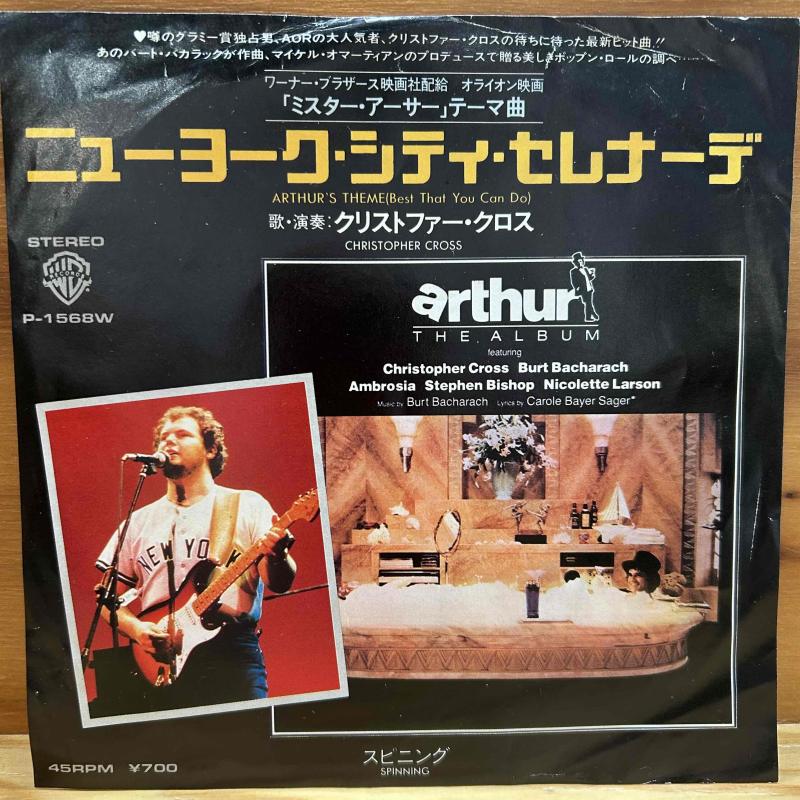 ♥噂のグラミー賞独占男、AORの大人気者、クリストファー・クロスの待ちに待った最新ヒット曲!!
あのバート・バカラックが作曲、マイケル・オマーティアンのプロデュースで贈る美しきポップン・ロールの調べ…
ワーナー・ブラザース映画社配給 オライオン映画
「ミスター・アーサー」テーマ曲
ニューヨーク・シティ・セレナーデ
ARTHUR'S THEME(Best That You Can Do)
歌・演奏:クリストファー・クロス
CHRISTOPHER CROSS
STEREO
WB
RECORDS
P-1568W
arthur
THE ALBUM
featuring
Christopher Cross Burt Bacharach
Ambrosia Stephen Bishop Nicolette Larson
Music by Burt Bacharach Lyrics by Carole Bayer Sager*
NEW YO K
スピニング
SPINNING
45RPM ¥700